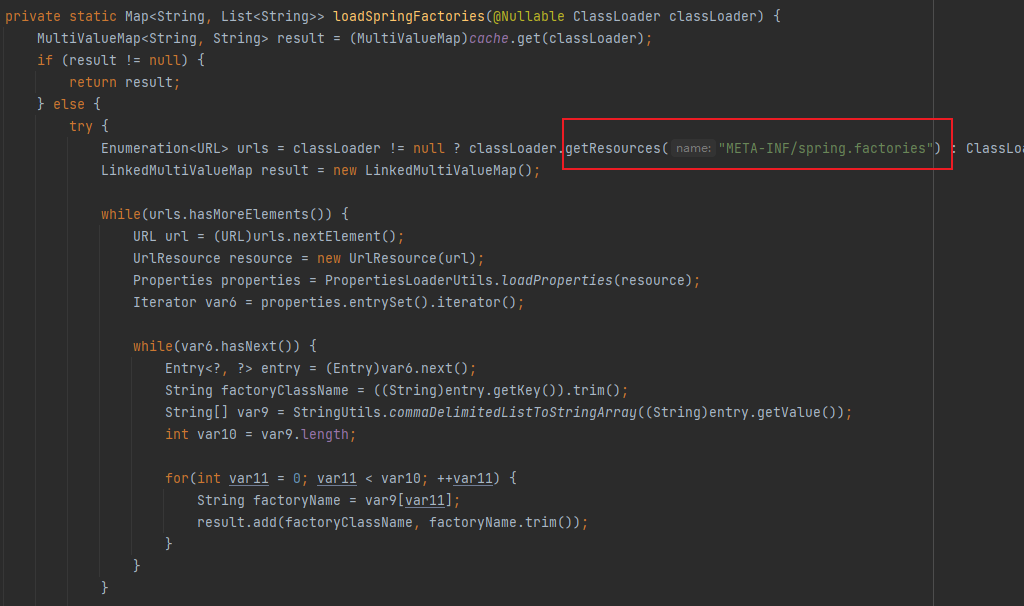 private static Map<String, List<String>> loadSpringFactories(@Nullable ClassLoader classLoader) {
MultiValueMap<String, String> result = (MultiValueMap)cache.get(classLoader);
if (result != null) {
return result;
} else {
try {
Enumeration<URL> urls = classLoader != null ? classLoader.getResources( name: "META-INF/spring.factories") : ClassLoa
LinkedMultiValueMap result = new LinkedMultiValueMap();
while(urls.hasMoreElements()) {
URL url = (URL)urls.nextElement();
UrlResource resource = new UrlResource(url);
Properties properties = PropertiesLoaderUtils.loadProperties(resource);
Iterator var6 = properties.entrySet().iterator();
while(var6.hasNext()) {
Entry<?, ?> entry = (Entry)var6.next();
String factoryClassName = ((String)entry.getKey()).trim();
String[] var9 = StringUtils.commaDelimitedListToStringArray((String)entry.getValue());
int var10 = var9.length;
for(int var11 = 0; var11 < var10; ++var11) {
String factoryName = var9[var11];
result.add(factoryClassName, factoryName.trim());
}
}
}